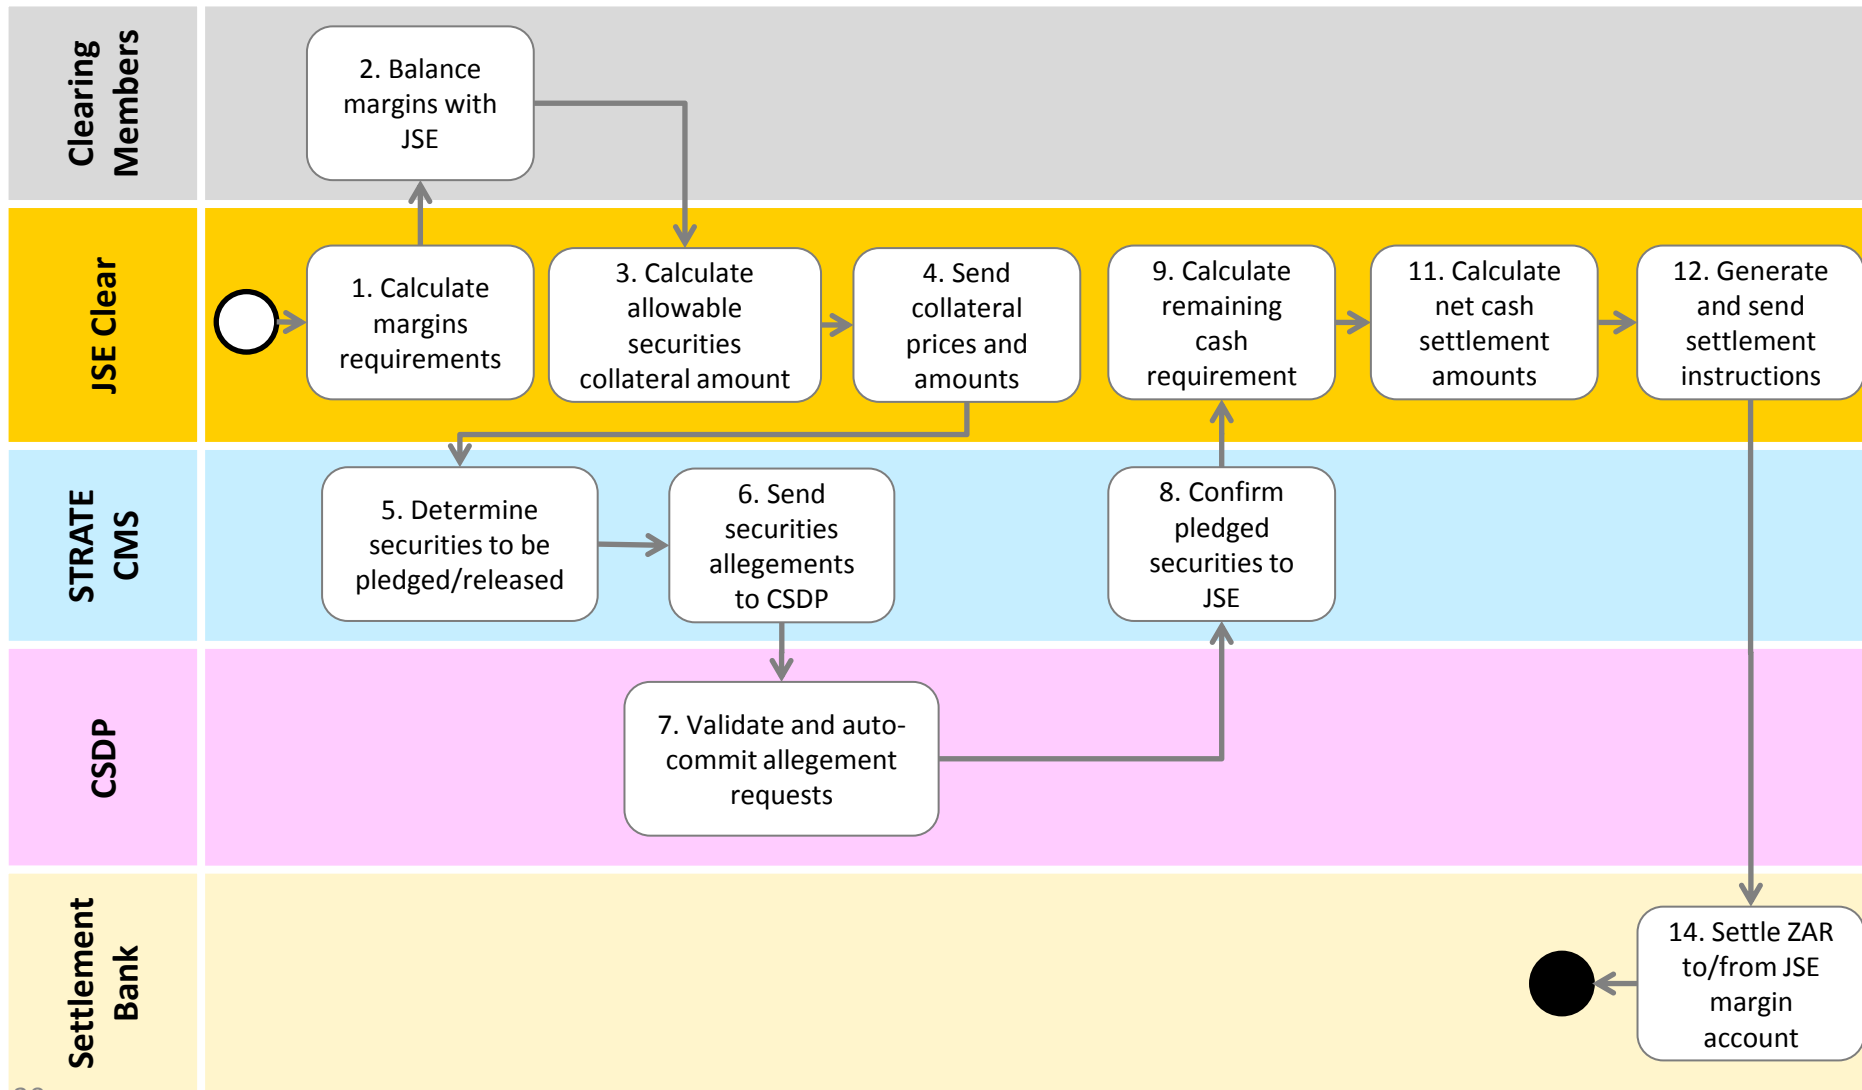 Clearing
Members
2. Balance
margins with
JSE
JSE Clear
1. Calculate
margins
requirements
3. Calculate
allowable
securities
collateral amount
4. Send
collateral
prices and
amounts
9. Calculate
remaining
cash
requirement
11. Calculate
net cash
settlement
amounts
12. Generate
and send
settlement
instructions
STRATE
CMS
5. Determine
securities to be
pledged/released
6. Send
securities
allegements
to CSDP
8. Confirm
pledged
securities to
JSE
CSDP
7. Validate and auto-
commit allegement
requests
Settlement
Bank
14. Settle ZAR
to/from JSE
margin
account